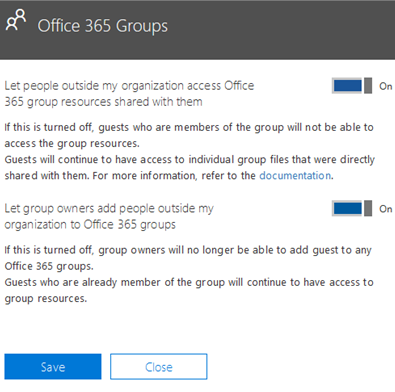 Office 365 Groups
Let people outside my organization access Office
On
365 group resources shared with them
If this is turned off, guests who are members of the group will not be able to
access the group resources.
Guests will continue to have access to individual group files that were directly
shared with them. For more information, refer to the documentation.
Let group owners add people outside my
On
organization to Office 365 groups
If this is turned off, group owners will no longer be able to add guest to any
Office 365 groups.
Guests who are already member of the group will continue to have access to
group resources.
Save
Close